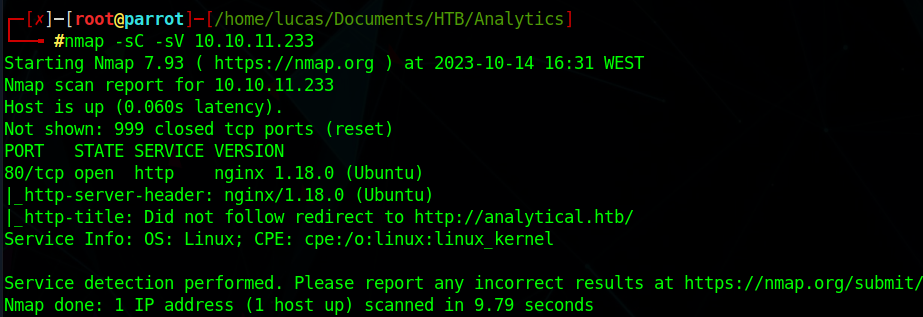 ┌─[✗]─[root@parrot]─[/home/lucas/Documents/HTB/Analytics]
└──╼ #nmap -sC -sV 10.10.11.233
Starting Nmap 7.93 ( https://nmap.org ) at 2023-10-14 16:31 WEST
Nmap scan report for 10.10.11.233
Host is up (0.060s latency).
Not shown: 999 closed tcp ports (reset)
PORT   STATE SERVICE VERSION
80/tcp open  http    nginx 1.18.0 (Ubuntu)
|_http-server-header: nginx/1.18.0 (Ubuntu)
|_http-title: Did not follow redirect to http://analytical.htb/
Service Info: OS: Linux; CPE: cpe:/o:linux:linux_kernel

Service detection performed. Please report any incorrect results at https://nmap.org/submit/
Nmap done: 1 IP address (1 host up) scanned in 9.79 seconds